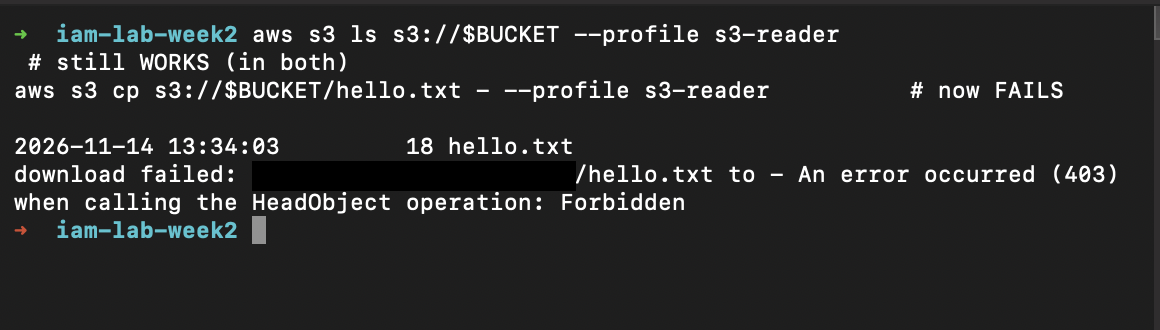 → iam-lab-week2 aws s3 ls s3://$BUCKET --profile s3-reader
# still WORKS (in both)
aws s3 cp s3://$BUCKET/hello.txt - --profile s3-reader # now FAILS
2026-11-14 13:34:03 18 hello.txt
download failed: /hello.txt to - An error occurred (403)
when calling the HeadObject operation: Forbidden
→ iam-lab-week2